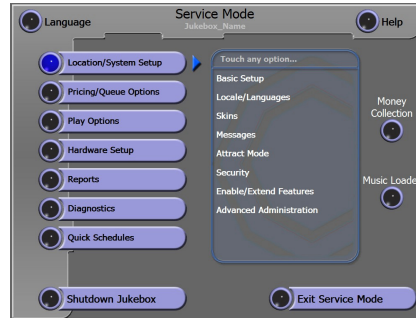 Language
Service Mode
Jukebox_Name
Help
Location/System Setup
Pricing/Queue Options
Play Options
Hardware Setup
Reports
Diagnostics
Quick Schedules
Touch any option...
Basic Setup
Locale/Languages
Skins
Messages
Attract Mode
Security
Enable/Extend Features
Advanced Administration
Money
Collection
Music Loade
Shutdown Jukebox
Exit Service Mode